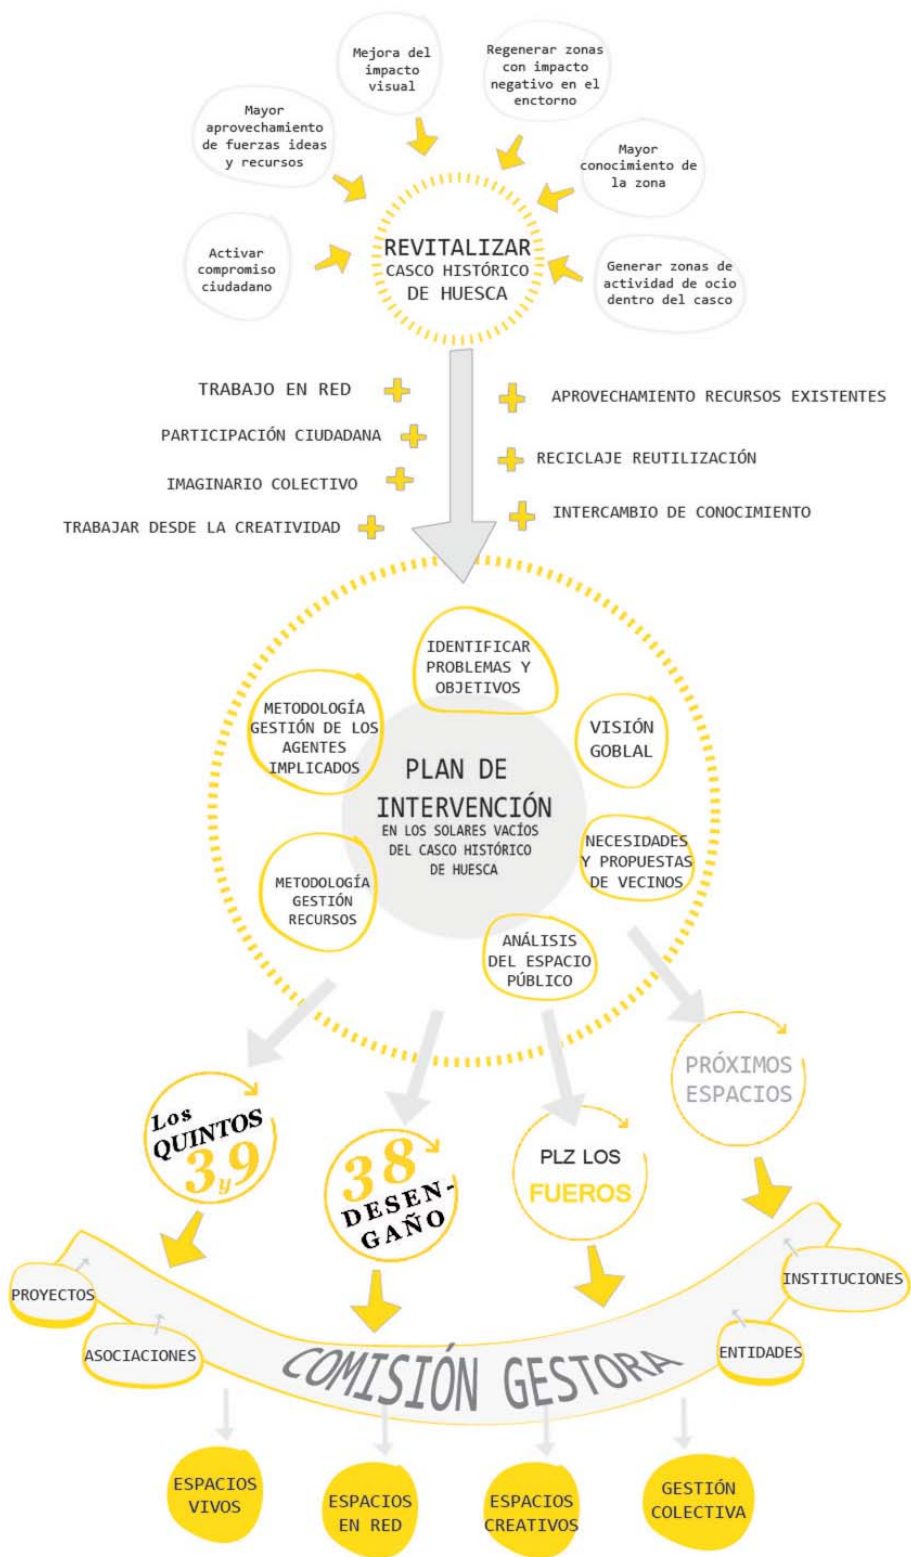 Mejora del
impacto
visual
Regenerar zonas
con impacto
negativo en el
enctorno
Mayor
aprovechamiento
de fuerzas ideas
y recursos
Mayor
conocimiento de
la zona
Activar
compromiso
ciudadano
REVITALIZAR
CASCO HISTÓRICO
DE HUESCA
Generar zonas de
actividad de ocio
dentro del casco
TRABAJO EN RED
APROVECHAMIENTO RECURSOS EXISTENTES
PARTICIPACIÓN CIUDADANA
RECICLAJE REUTILIZACIÓN
IMAGINARIO COLECTIVO
INTERCAMBIO DE CONOCIMIENTO
TRABAJAR DESDE LA CREATIVIDAD
IDENTIFICAR
PROBLEMAS Y
OBJETIVOS
METODOLOGÍA
GESTIÓN DE LOS
AGENTES
IMPLICADOS
VISIÓN
GOBLAL
PLAN DE
INTERVENCIÓN
EN LOS SOLARES VACÍOS
DEL CASCO HISTÓRICO
DE HUESCA
NECESIDADES
Y PROPUESTAS
DE VECINOS
METODOLOGÍA
GESTIÓN
RECURSOS
ANÁLISIS
DEL ESPACIO
PÚBLICO
Los
QUINTOS
3 y 9
38
DESEN-
GAÑO
PLZ LOS
FUEROS
PRÓXIMOS
ESPACIOS
PROYECTOS
ASOCIACIONES
COMISIÓN GESTORA
ENTIDADES
INSTITUCIONES
ESPACIOS
VIVOS
ESPACIOS
EN RED
ESPACIOS
CREATIVOS
GESTIÓN
COLECTIVA